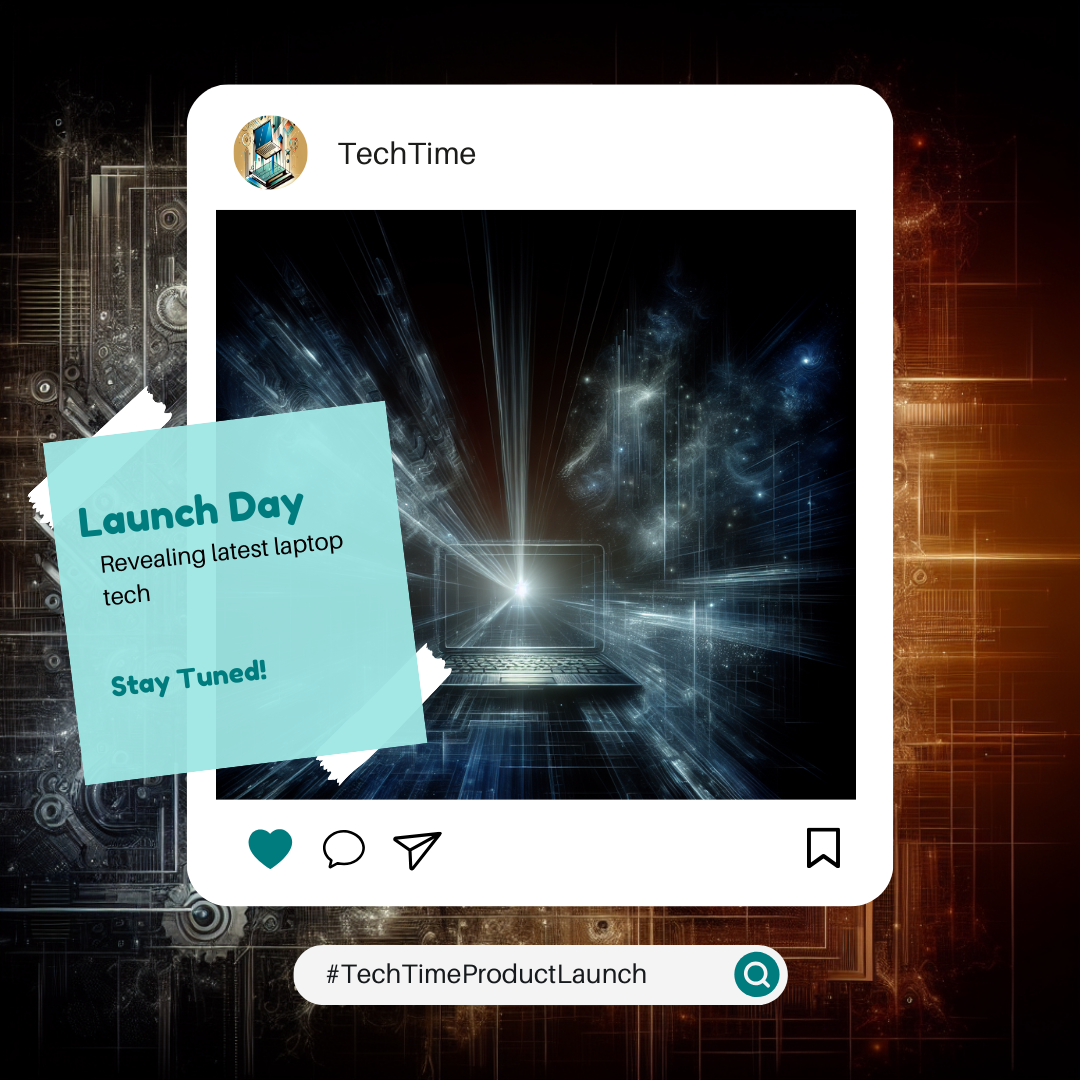 TechTime
Launch Day
Revealing latest laptop
tech
Stay Tuned!
#TechTimeProductLaunch